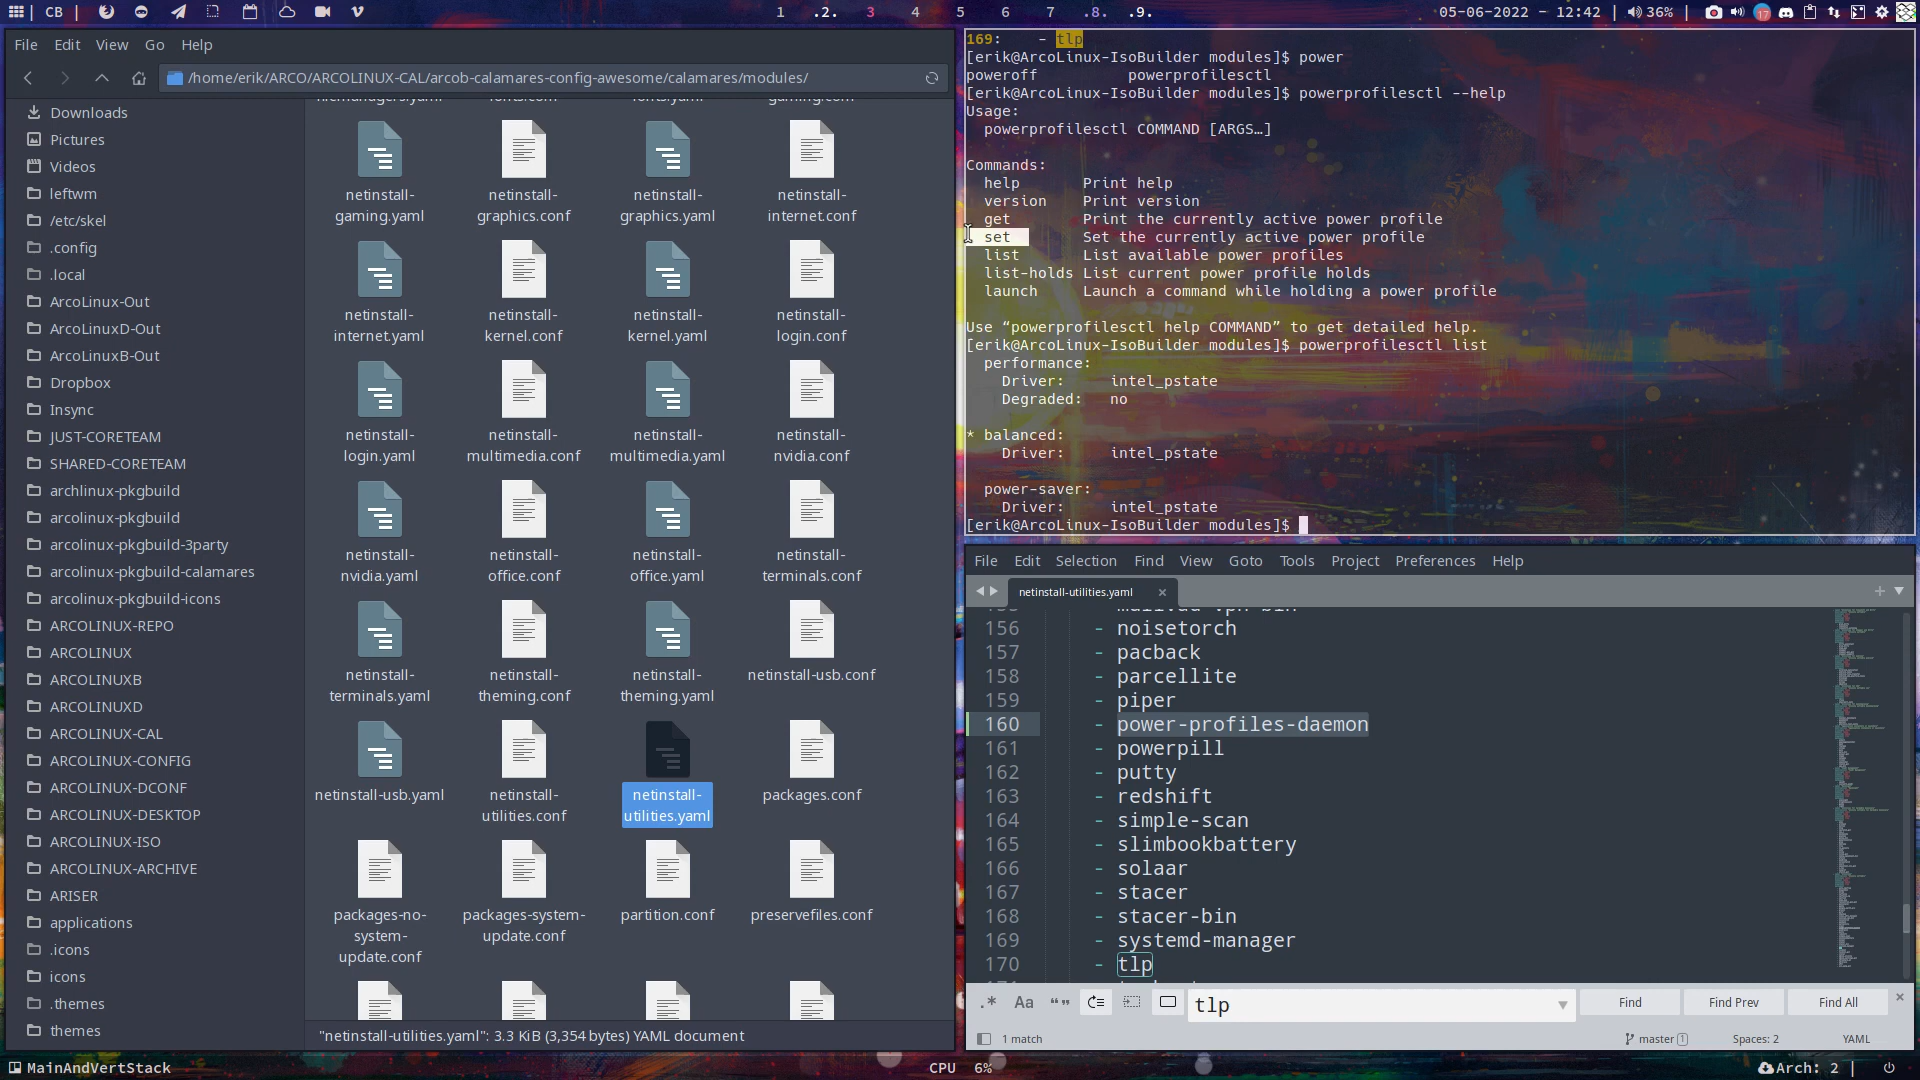 CB
1 .2. 3 4 5 6 7 .8. .9.
05-06-2022 - 12:42 | 36% | 17
File Edit View Go Help
/home/erik/ARCO/ARCOLINUX-CAL/arcob-calamares-config-awesome/calamares/modules/
Downloads
Pictures
Videos
leftwm
/etc/skel
.config
.local
ArcoLinux-Out
ArcoLinuxD-Out
ArcoLinuxB-Out
Dropbox
Insync
JUST-CORETEAM
SHARED-CORETEAM
archlinux-pkgbuild
arcolinux-pkgbuild
arcolinux-pkgbuild-3party
arcolinux-pkgbuild-calamares
arcolinux-pkgbuild-icons
ARCOLINUX-REPO
ARCOLINUX
ARCOLINUXB
ARCOLINUXD
ARCOLINUX-CAL
ARCOLINUX-CONFIG
ARCOLINUX-DCONF
ARCOLINUX-DESKTOP
ARCOLINUX-ISO
ARCOLINUX-ARCHIVE
ARISER
applications
.icons
icons
.themes
themes
netinstall-
gaming.yaml
netinstall-
graphics.conf
netinstall-
graphics.yaml
netinstall-
internet.conf
netinstall-
internet.yaml
netinstall-
kernel.conf
netinstall-
kernel.yaml
netinstall-
login.conf
netinstall-
login.yaml
netinstall-
multimedia.conf
netinstall-
multimedia.yaml
netinstall-
nvidia.conf
netinstall-
nvidia.yaml
netinstall-
office.conf
netinstall-
office.yaml
netinstall-
terminals.conf
netinstall-
terminals.yaml
netinstall-
theming.conf
netinstall-
theming.yaml
netinstall-usb.conf
netinstall-usb.yaml
netinstall-
utilities.conf
netinstall-
utilities.yaml
packages.conf
packages-no-
system-
update.conf
packages-system-
update.conf
partition.conf
preservefiles.conf
"netinstall-utilities.yaml": 3.3 KiB (3,354 bytes) YAML document
169: - tlp
[erik@ArcoLinux-IsoBuilder modules]$ power
poweroff powerprofilesctl
[erik@ArcoLinux-IsoBuilder modules]$ powerprofilesctl --help
Usage:
powerprofilesctl COMMAND [ARGS…]
Commands:
help Print help
version Print version
get Print the currently active power profile
set Set the currently active power profile
list List available power profiles
list-holds List current power profile holds
launch Launch a command while holding a power profile
Use “powerprofilesctl help COMMAND” to get detailed help.
[erik@ArcoLinux-IsoBuilder modules]$ powerprofilesctl list
performance:
Driver: intel_pstate
Degraded: no
* balanced:
Driver: intel_pstate
power-saver:
Driver: intel_pstate
[erik@ArcoLinux-IsoBuilder modules]$
File Edit Selection Find View Goto Tools Project Preferences Help
netinstall-utilities.yaml
156 - noisetorch
157 - pacback
158 - parcellite
159 - piper
160 - power-profiles-daemon
161 - powerpill
162 - putty
163 - redshift
164 - simple-scan
165 - slimbookbattery
166 - solaar
167 - stacer
168 - stacer-bin
169 - systemd-manager
170 - tlp
.* Aa “” tlp Find Find Prev Find All
1 match master 1 Spaces: 2 YAML
MainAndVertStack
CPU 6%
Arch: 2 |